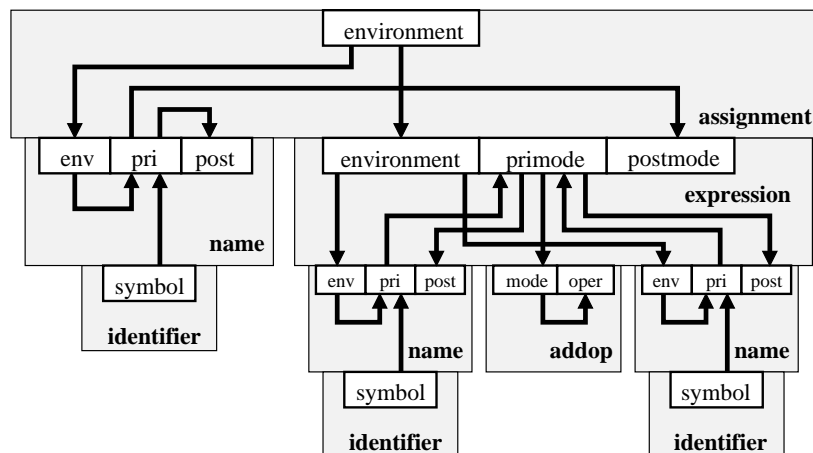 environment
assignment
env pri post environment primode postmode
expression
name
env pri post mode oper env pri post
symbol
identifier
name addop name
symbol symbol
identifier identifier